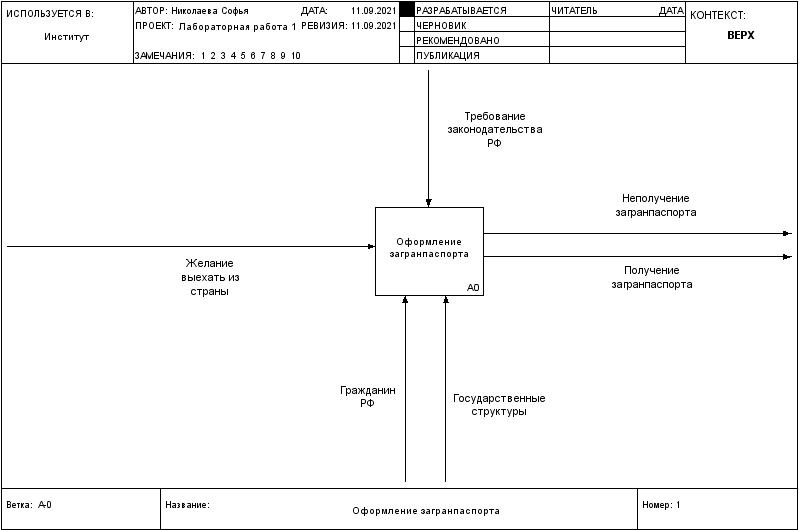 ИСПОЛЬЗУЕТСЯ В:
Институт
АВТОР: Николаева Софья ДАТА: 11.09.2021
ПРОЕКТ: Лабораторная работа 1 РЕВИЗИЯ: 11.09.2021
ЗАМЕЧАНИЯ: 1 2 3 4 5 6 7 8 9 10
РАЗРАБАТЫВАЕТСЯ
ЧЕРНОВИК
РЕКОМЕНДОВАНО
ПУБЛИКАЦИЯ
ЧИТАТЕЛЬ ДАТА
КОНТЕКСТ:
ВЕРХ
Требование
законодательства
РФ
Неполучение
загранпаспорта
Оформление
загранпаспорта
A0
Желание
выехать из
страны
Получение
загранпаспорта
Гражданин
РФ
Государственные
структуры
Ветка: A-0
Название:
Оформление загранпаспорта
Номер: 1